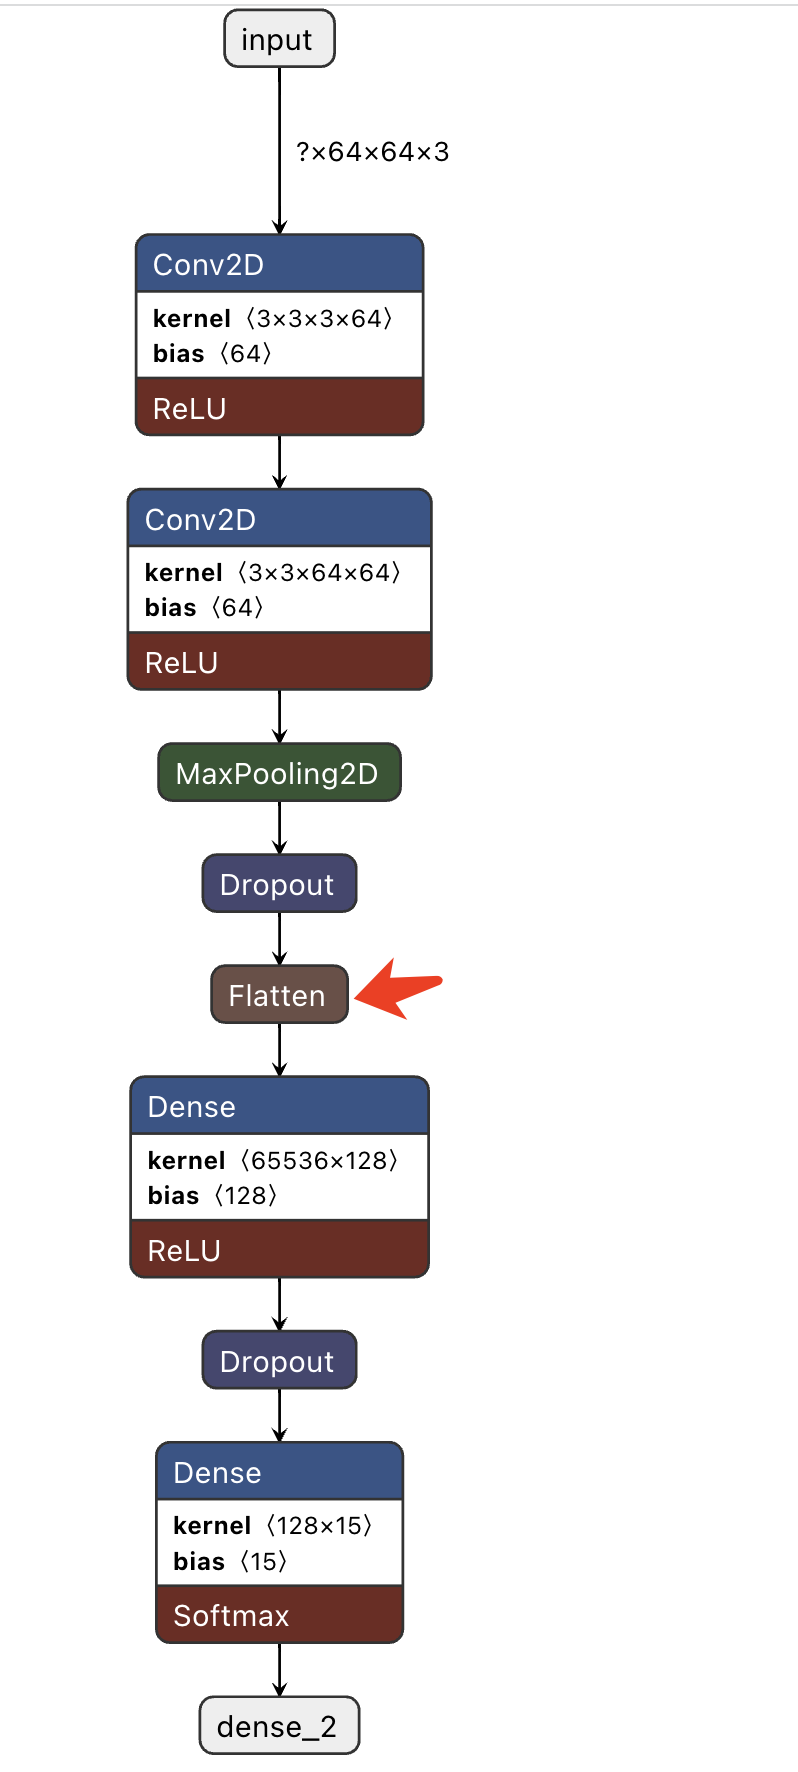 input
?×64×64×3
Conv2D
kernel 〈3×3×3×64〉
bias 〈64〉
ReLU
Conv2D
kernel 〈3×3×64×64〉
bias 〈64〉
ReLU
MaxPooling2D
Dropout
Flatten
Dense
kernel 〈65536×128〉
bias 〈128〉
ReLU
Dropout
Dense
kernel 〈128×15〉
bias 〈15〉
Softmax
dense_2